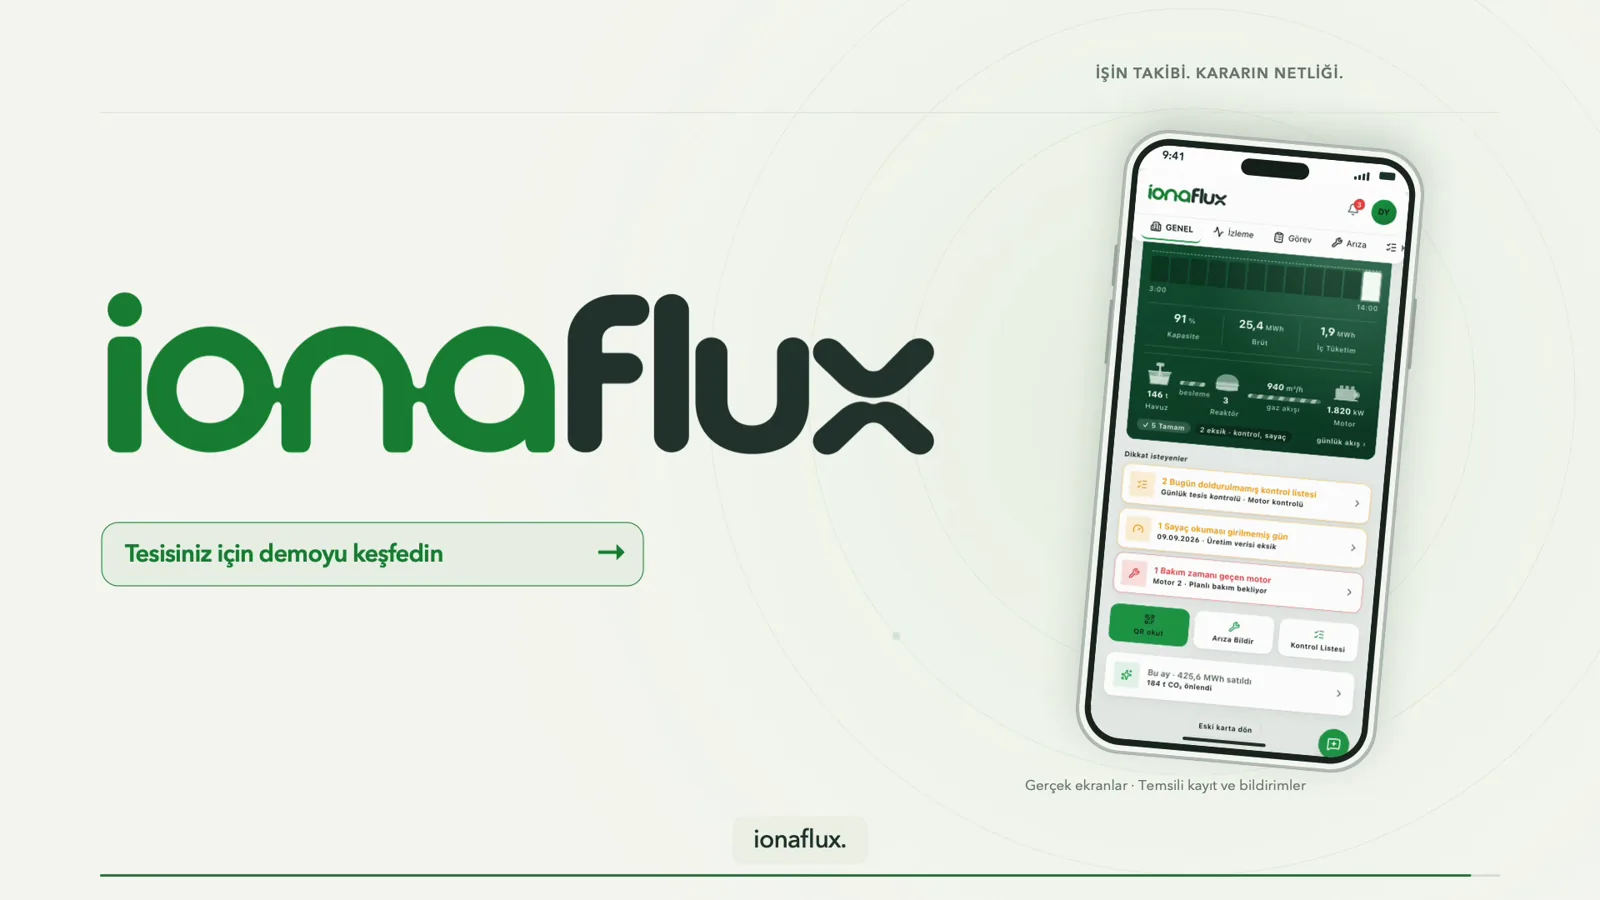 İŞİN TAKİBİ. KARARIN NETLİĞİ.
ionaflux
Tesisiniz için demoyu keşfedin →
9:41
ionaflux
3
DY
GENEL
İzleme
Görev
Arıza
3:00
14:00
91 %
Kapasite
25,4 MWh
Brüt
1,9 MWh
İç Tüketim
146 t
Havuz
besleme
3
Reaktör
940 m³/h
gaz akışı
1.820 kW
Motor
✓ 5 Tamam
2 eksik · kontrol, sayaç
günlük akış ›
Dikkat isteyenler
2 Bugün doldurulmamış kontrol listesi
Günlük tesis kontrolü · Motor kontrolü
1 Sayaç okuması girilmemiş gün
09.09.2026 · Üretim verisi eksik
1 Bakım zamanı geçen motor
Motor 2 · Planlı bakım bekliyor
QR okut
Arıza Bildir
Kontrol Listesi
Bu ay · 425,6 MWh satıldı
184 t CO₂ önlendi
Eski karta dön
Gerçek ekranlar · Temsili kayıt ve bildirimler
ionaflux.